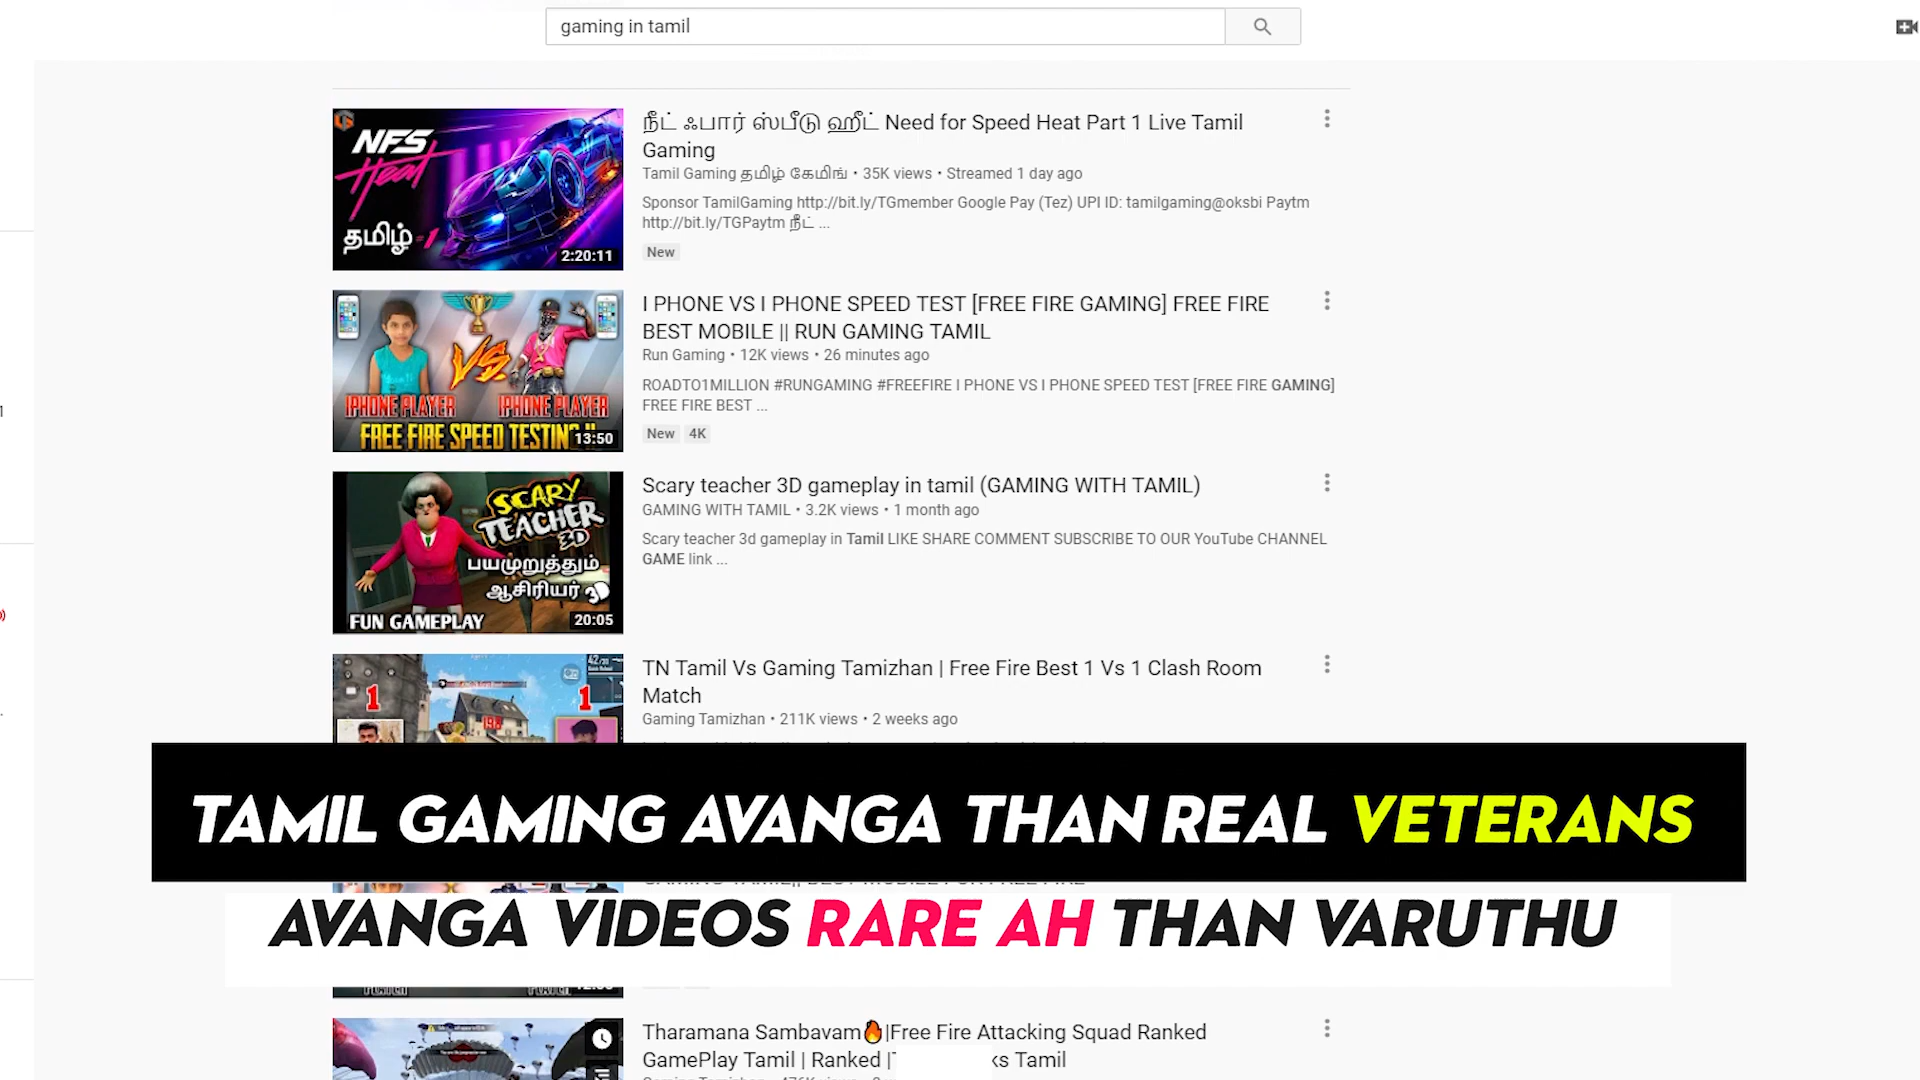 gaming in tamil
NFS
Heat
தமிழ் #1
2:20:11
நீட் ஃபார் ஸ்பீடு ஹீட் Need for Speed Heat Part 1 Live Tamil
Gaming
Tamil Gaming தமிழ் கேமிங் • 35K views • Streamed 1 day ago
Sponsor TamilGaming http://bit.ly/TGmember Google Pay (Tez) UPI ID: tamilgaming@oksbi Paytm
http://bit.ly/TGPaytm நீட் ...
New
VS.
IPHONE PLAYER IPHONE PLAYER
FREE FIRE SPEED TESTING !!
13:50
I PHONE VS I PHONE SPEED TEST [FREE FIRE GAMING] FREE FIRE
BEST MOBILE || RUN GAMING TAMIL
Run Gaming • 12K views • 26 minutes ago
ROADTO1MILLION #RUNGAMING #FREEFIRE I PHONE VS I PHONE SPEED TEST [FREE FIRE GAMING]
FREE FIRE BEST ...
New 4K
SCARY
TEACHER
3D
பயமுறுத்தும்
ஆசிரியர் 3D
FUN GAMEPLAY
20:05
Scary teacher 3D gameplay in tamil (GAMING WITH TAMIL)
GAMING WITH TAMIL • 3.2K views • 1 month ago
Scary teacher 3d gameplay in Tamil LIKE SHARE COMMENT SUBSCRIBE TO OUR YouTube CHANNEL
GAME link ...
1 1
TN Tamil Vs Gaming Tamizhan | Free Fire Best 1 Vs 1 Clash Room
Match
Gaming Tamizhan • 211K views • 2 weeks ago
TAMIL GAMING AVANGA THAN REAL VETERANS
AVANGA VIDEOS RARE AH THAN VARUTHU
Tharamana Sambavam🔥|Free Fire Attacking Squad Ranked
GamePlay Tamil | Ranked | ks Tamil